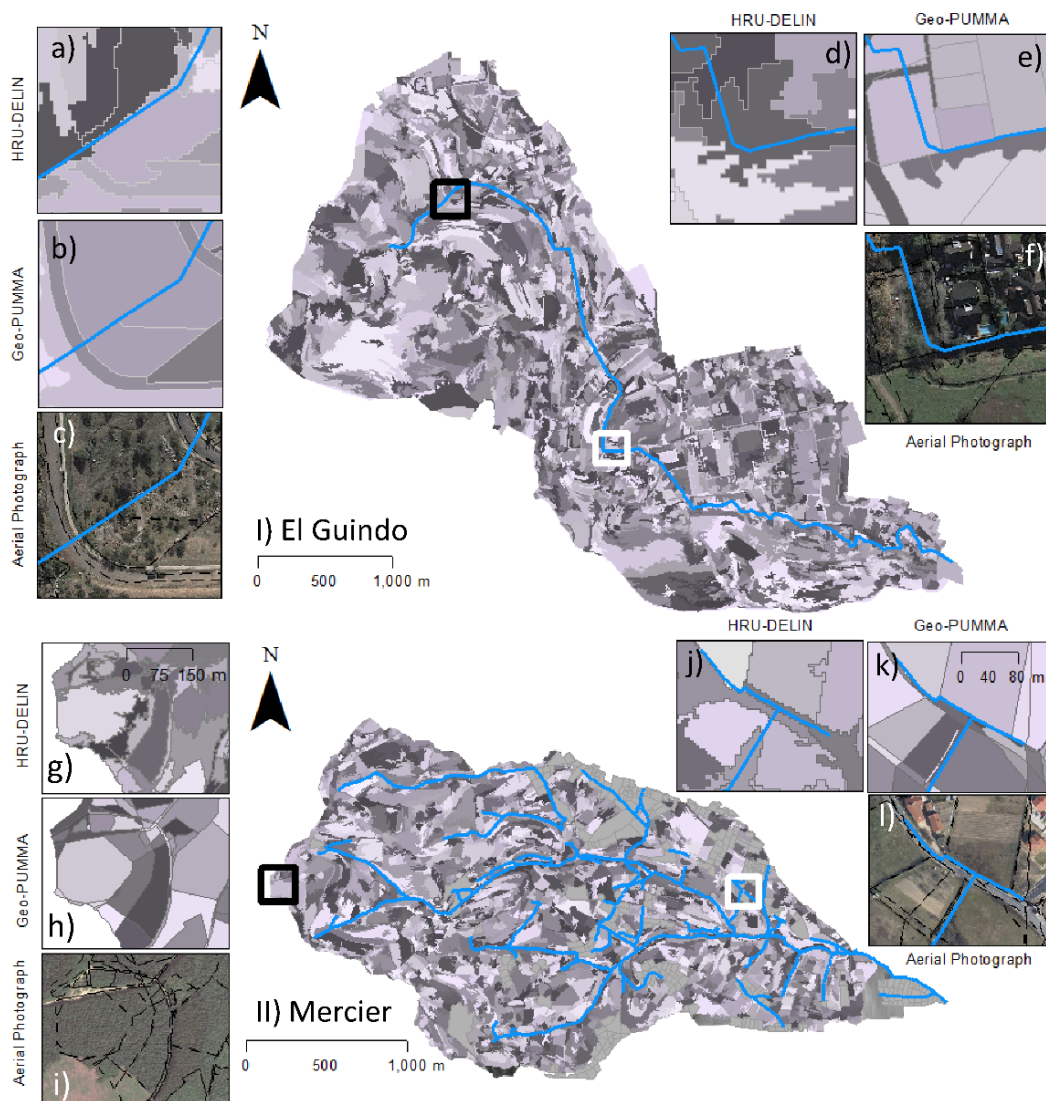 HRU-DELIN
a)
N
HRU-DELIN
d)
Geo-PUMMA
e)
Geo-PUMMA
b)
f)
Aerial Photograph
Aerial Photograph
c)
I) El Guindo
0 500 1,000 m
HRU-DELIN
0 75 150 m
g)
N
HRU-DELIN
j)
Geo-PUMMA
k)
0 40 80 m
Geo-PUMMA
h)
l)
Aerial Photograph
Aerial Photograph
i)
II) Mercier
0 500 1,000 m